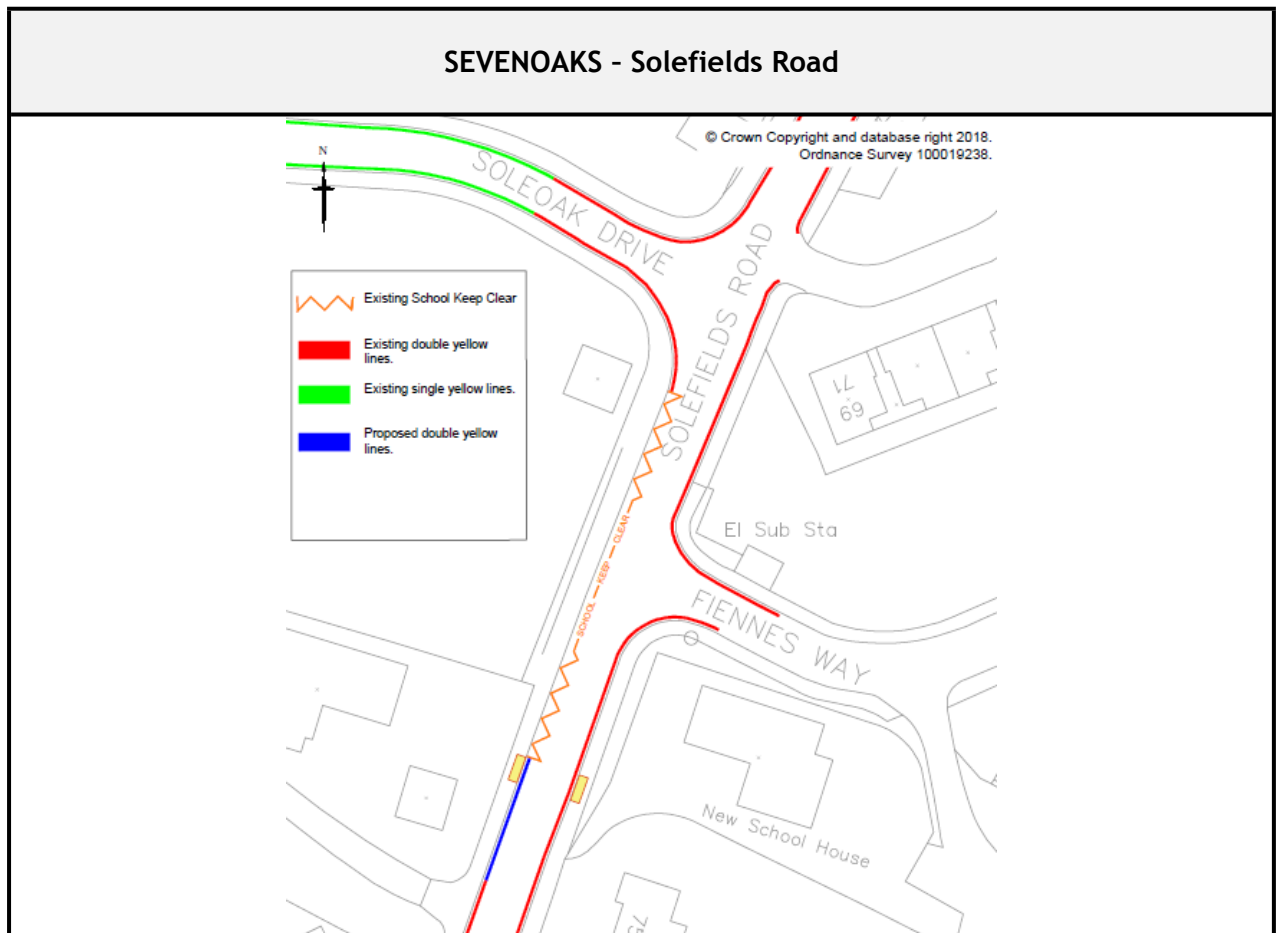 SEVENOAKS – Solefields Road
© Crown Copyright and database right 2018.
Ordnance Survey 100019238.
N
SOLEOAK DRIVE
SOLEFIELDS ROAD
Existing School Keep Clear
Existing double yellow
lines.
Existing single yellow lines.
Proposed double yellow
lines.
71
69
El Sub Sta
SCHOOL — KEEP — CLEAR
FIENNES WAY
New School House